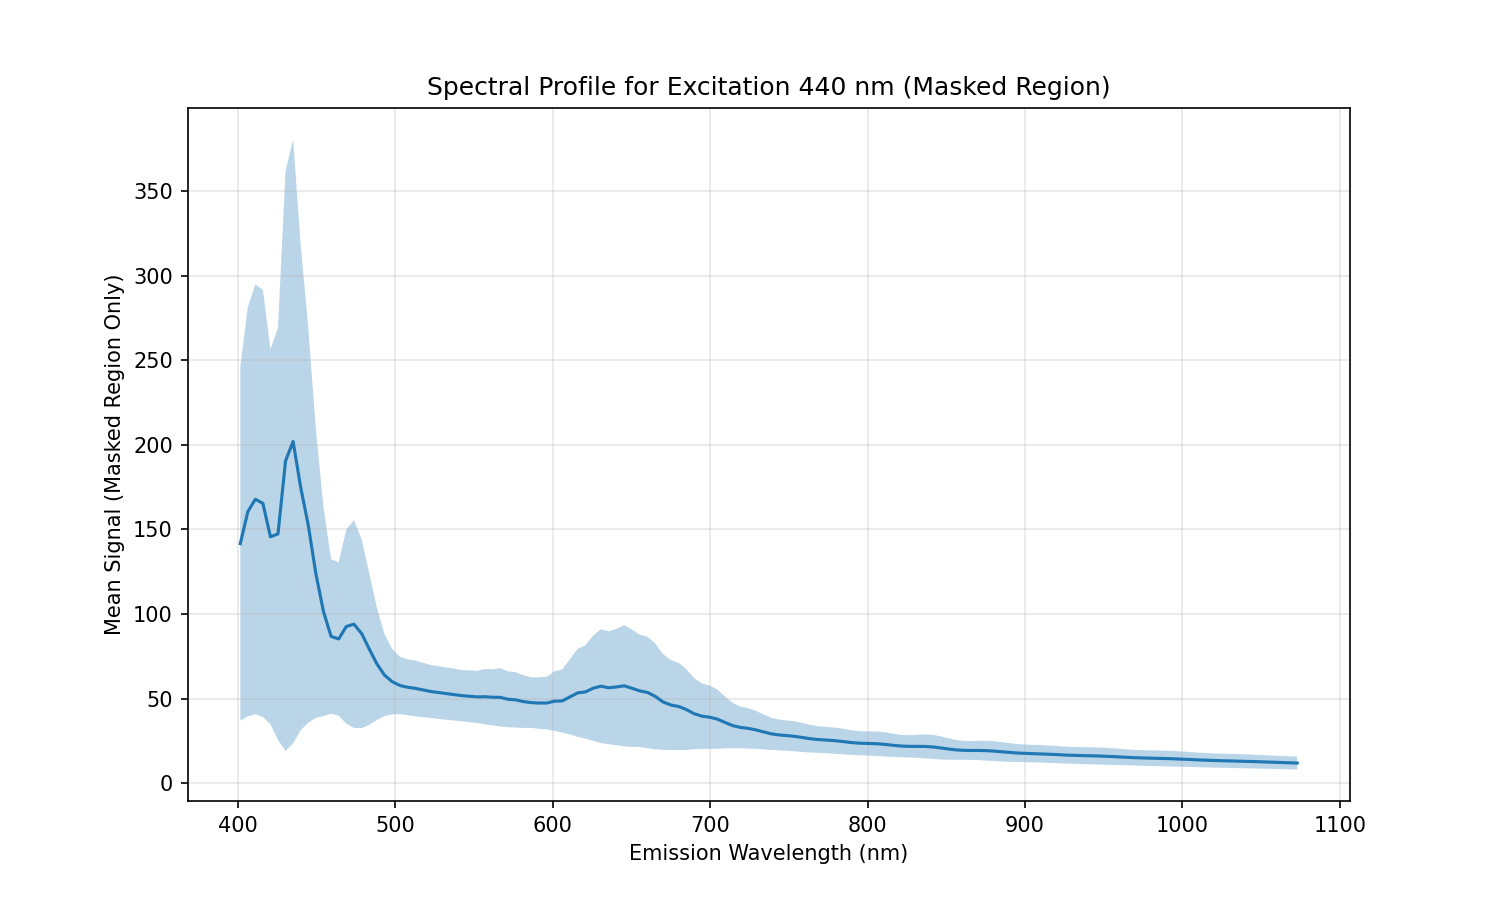 Spectral Profile for Excitation 440 nm (Masked Region)
Mean Signal (Masked Region Only)
350
300
250
200
150
100
50
0
400 500 600 700 800 900 1000 1100
Emission Wavelength (nm)